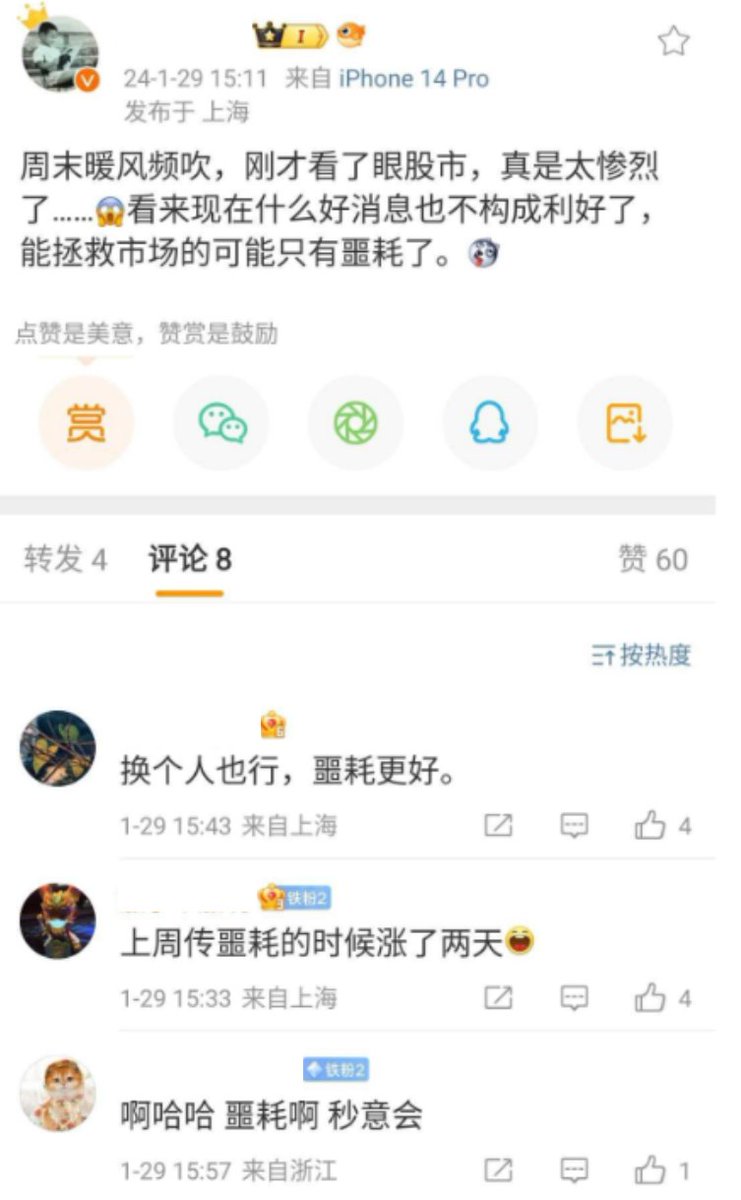 I
24-1-29 15:11 来自 iPhone 14 Pro
发布于 上海
周末暖风频吹，刚才看了眼股市，真是太惨烈
了……😱看来现在什么好消息也不构成利好了，
能拯救市场的可能只有噩耗了。
点赞是美意，赞赏是鼓励
赏
转发 4 评论 8 赞 60
按热度
6
换个人也行，噩耗更好。
1-29 15:43 来自上海 4
3 铁粉2
上周传噩耗的时候涨了两天😆
1-29 15:33 来自上海 4
铁粉2
啊哈哈 噩耗啊 秒意会
1-29 15:57 来自浙江 1